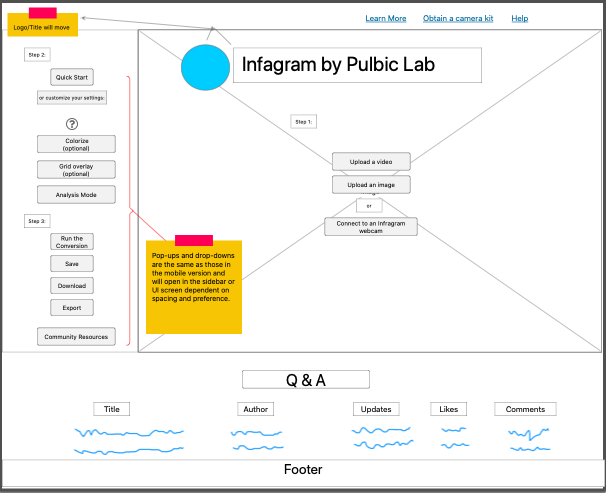 Logo/Title will move
Learn More
Obtain a camera kit
Help
Infagram by Pulbic Lab
Step 2:
Quick Start
or customize your settings:
?
Colorize
(optional)
Grid overlay
(optional)
Analysis Mode
Step 3:
Run the
Conversion
Save
Download
Export
Community Resources
Step 1:
Upload a video
Upload an image
or
Connect to an Infragram
webcam
Pop-ups and drop-downs
are the same as those in
the mobile version and
will open in the sidebar or
UI screen dependent on
spacing and preference.
Q & A
Title
Author
Updates
Likes
Comments
Footer